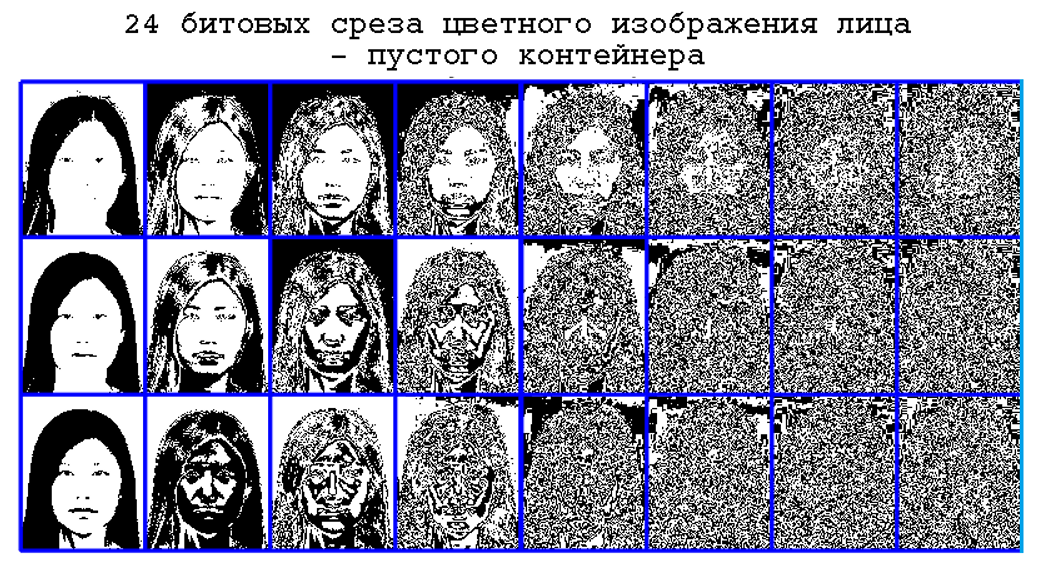 24 битовых среза цветного изображения лица
– пустого контейнера